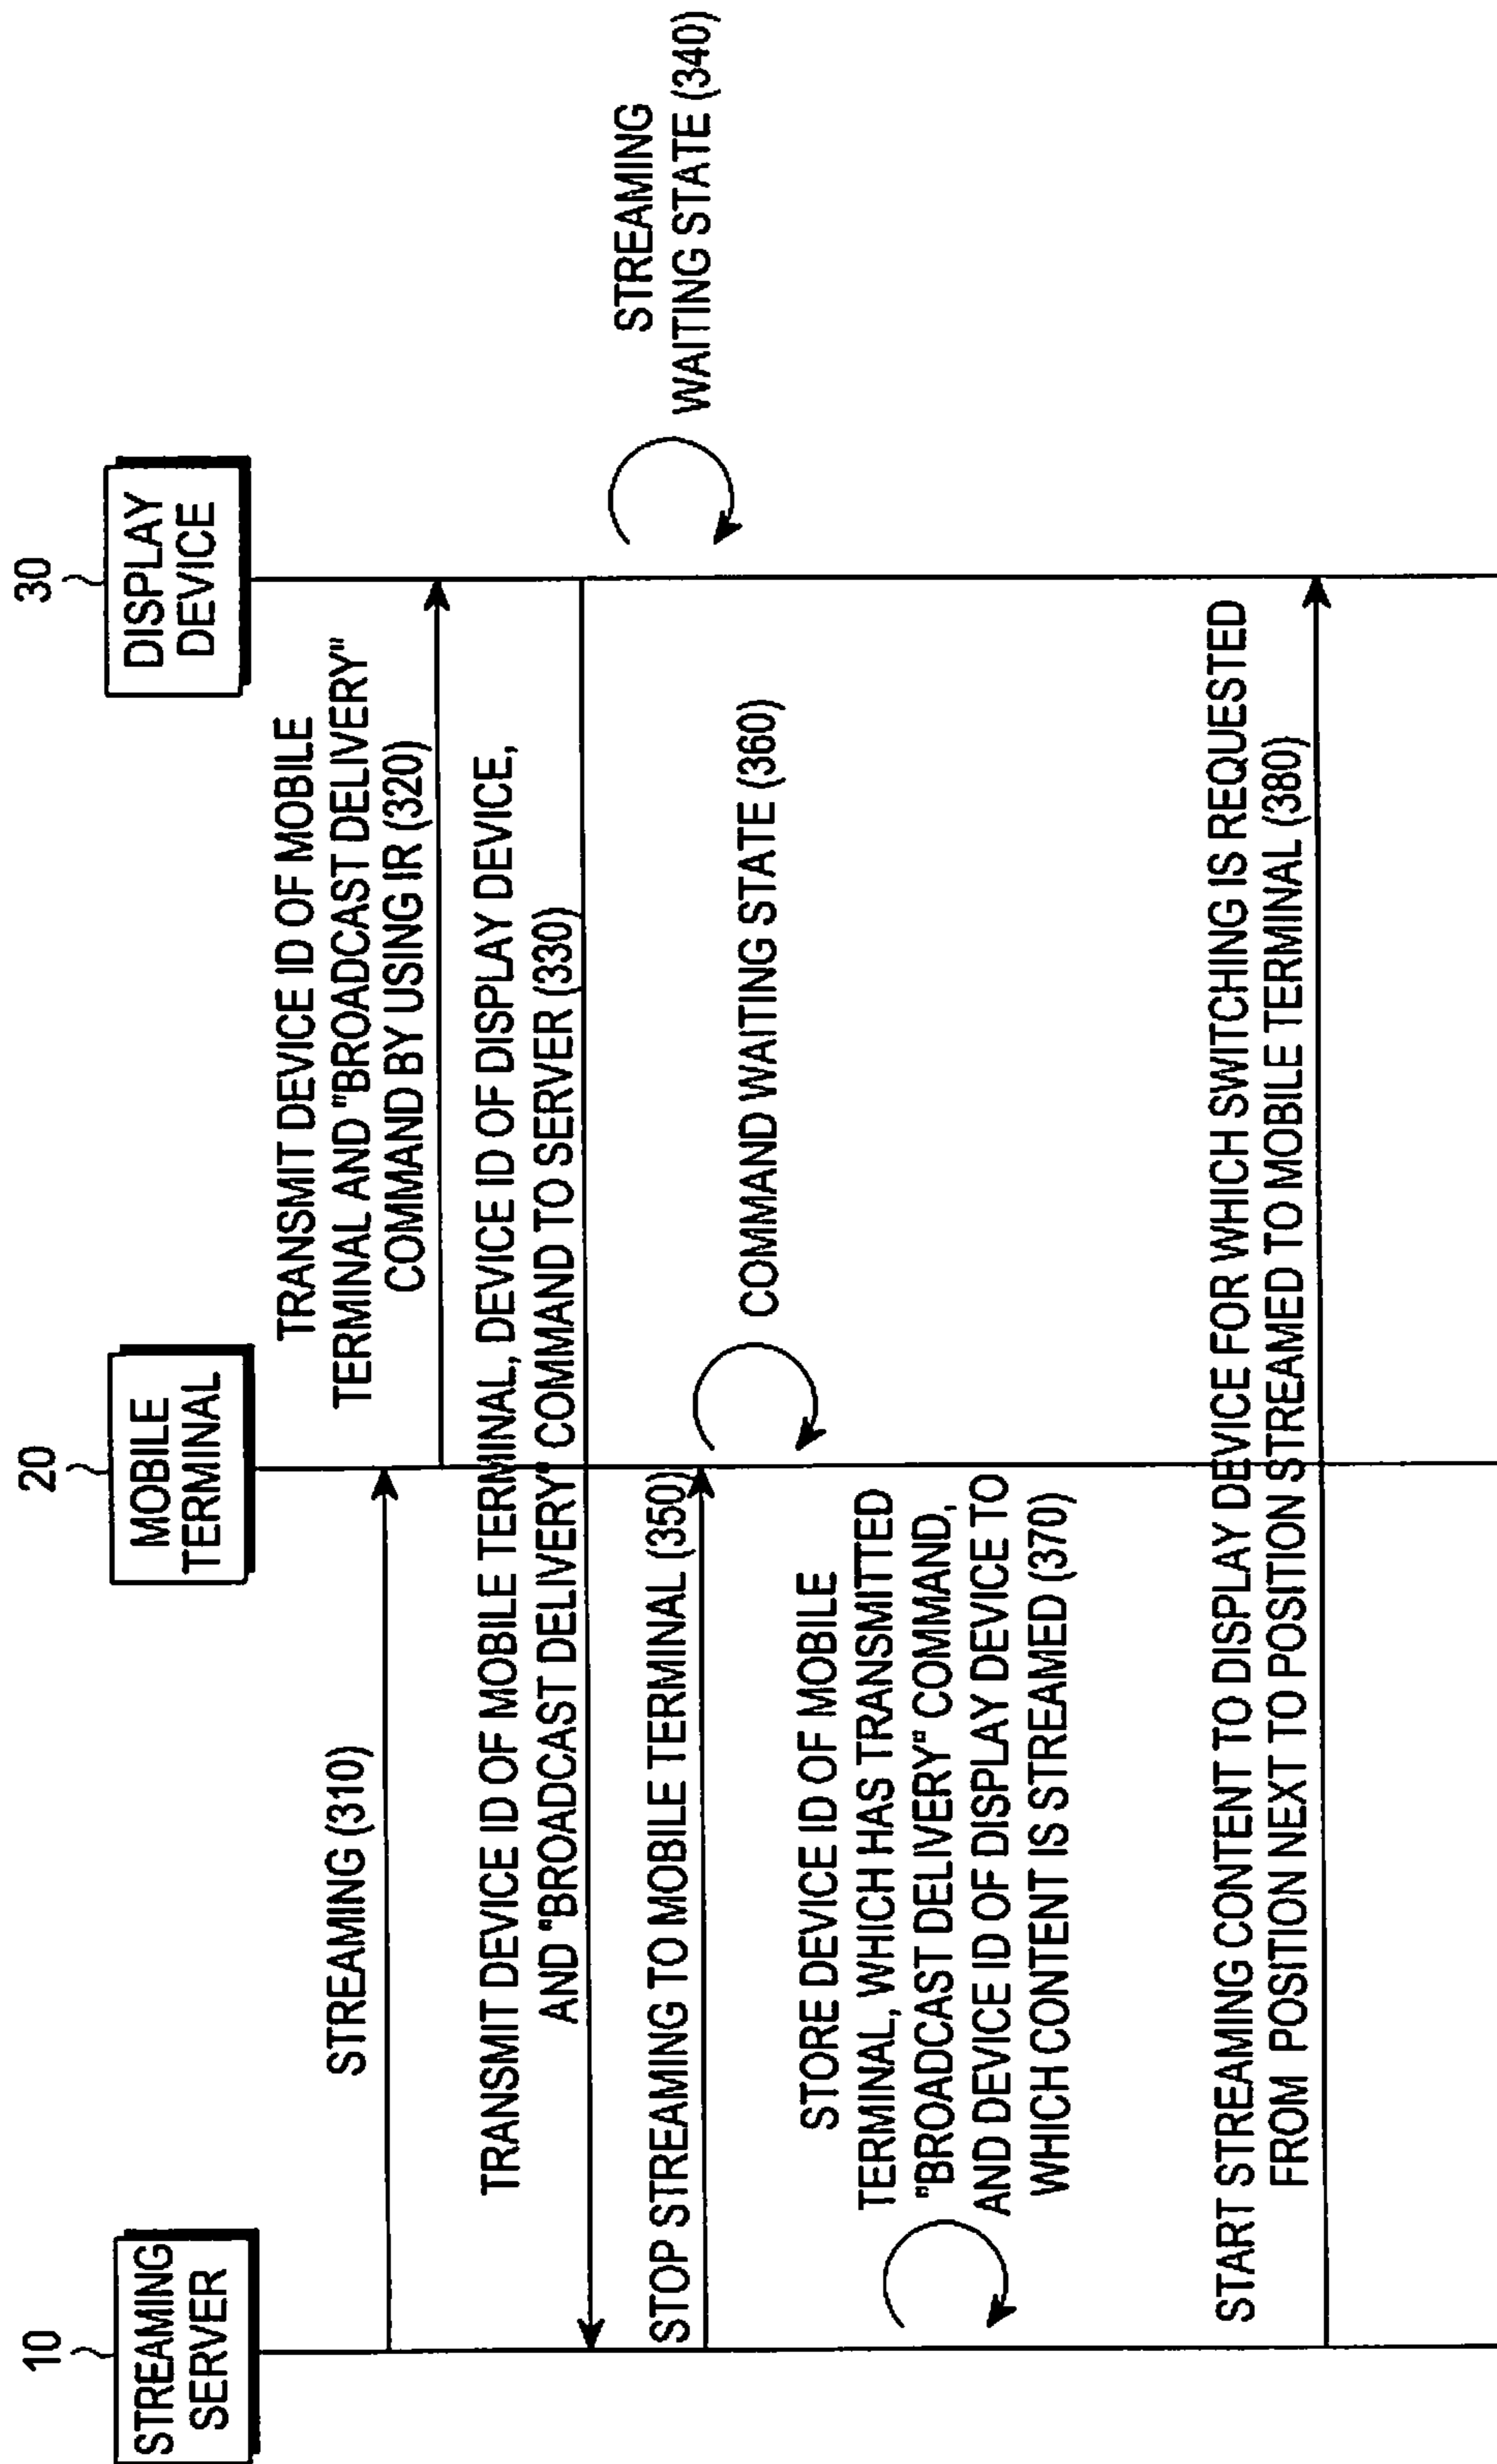 10
STREAMING
SERVER
20
MOBILE
TERMINAL
30
DISPLAY
DEVICE
STREAMING (310)
TRANSMIT DEVICE ID OF MOBILE
TERMINAL AND "BROADCAST DELIVERY"
COMMAND BY USING IR (320)
TRANSMIT DEVICE ID OF MOBILE TERMINAL, DEVICE ID OF DISPLAY DEVICE,
AND "BROADCAST DELIVERY" COMMAND TO SERVER (330)
STREAMING
WAITING STATE (340)
STOP STREAMING TO MOBILE TERMINAL (350)
COMMAND WAITING STATE (360)
STORE DEVICE ID OF MOBILE
TERMINAL, WHICH HAS TRANSMITTED
"BROADCAST DELIVERY" COMMAND,
AND DEVICE ID OF DISPLAY DEVICE TO
WHICH CONTENT IS STREAMED (370)
START STREAMING CONTENT TO DISPLAY DEVICE FOR WHICH SWITCHING IS REQUESTED
FROM POSITION NEXT TO POSITION STREAMED TO MOBILE TERMINAL (380)